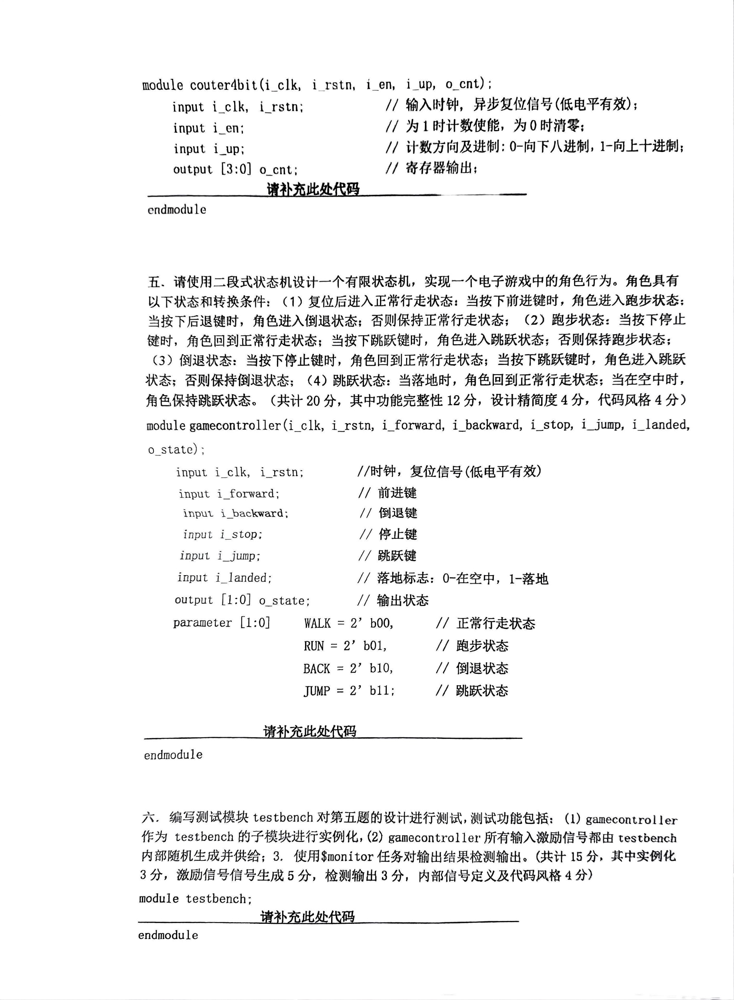 module couter4bit(i_clk, i_rstn, i_en, i_up, o_cnt);
input i_clk, i_rstn; // 输入时钟，异步复位信号(低电平有效)；
input i_en; // 为1时计数使能，为0时清零；
input i_up; // 计数方向及进制：0-向下八进制，1-向上十进制；
output [3:0] o_cnt; // 寄存器输出；
请补充此处代码
endmodule
五．请使用二段式状态机设计一个有限状态机，实现一个电子游戏中的角色行为。角色具有
以下状态和转换条件：（1）复位后进入正常行走状态：当按下前进键时，角色进入跑步状态；
当按下后退键时，角色进入倒退状态；否则保持正常行走状态；（2）跑步状态：当按下停止
键时，角色回到正常行走状态；当按下跳跃键时，角色进入跳跃状态；否则保持跑步状态；
（3）倒退状态：当按下停止键时，角色回到正常行走状态；当按下跳跃键时，角色进入跳跃
状态；否则保持倒退状态；（4）跳跃状态：当落地时，角色回到正常行走状态；当在空中时，
角色保持跳跃状态。（共计 20 分，其中功能完整性 12 分，设计精简度 4 分，代码风格 4 分）
module gamecontroller(i_clk, i_rstn, i_forward, i_backward, i_stop, i_jump, i_landed,
o_state);
input i_clk, i_rstn; //时钟，复位信号(低电平有效)
input i_forward; // 前进键
input i_backward; // 倒退键
input i_stop; // 停止键
input i_jump; // 跳跃键
input i_landed; // 落地标志：0-在空中，1-落地
output [1:0] o_state; // 输出状态
parameter [1:0] WALK = 2’ b00, // 正常行走状态
RUN = 2’ b01, // 跑步状态
BACK = 2’ b10, // 倒退状态
JUMP = 2’ b11; // 跳跃状态
请补充此处代码
endmodule
六．编写测试模块 testbench 对第五题的设计进行测试，测试功能包括：(1) gamecontroller
作为 testbench 的子模块进行实例化，(2) gamecontroller 所有输入激励信号都由 testbench
内部随机生成并供给；3. 使用$monitor 任务对输出结果检测输出。(共计 15 分，其中实例化
3 分，激励信号信号生成 5 分，检测输出 3 分，内部信号定义及代码风格 4 分)
module testbench;
请补充此处代码
endmodule